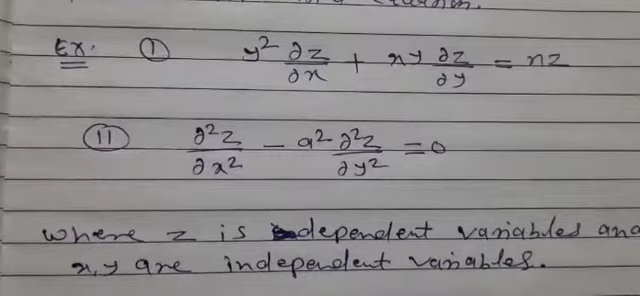 Ex. (I) y² ∂z/∂x + xy ∂z/∂y = nz
(II) ∂²z/∂x² - a² ∂²z/∂y² = 0
where z is dependent variables and
x, y are independent variables.